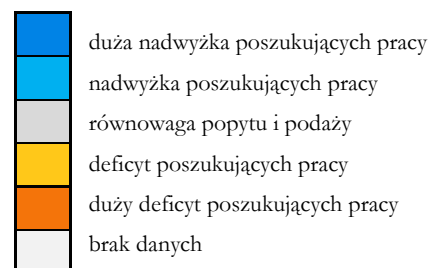 duża nadwyżka poszukujących pracy
nadwyżka poszukujących pracy
równowaga popytu i podaży
deficyt poszukujących pracy
duży deficyt poszukujących pracy
brak danych